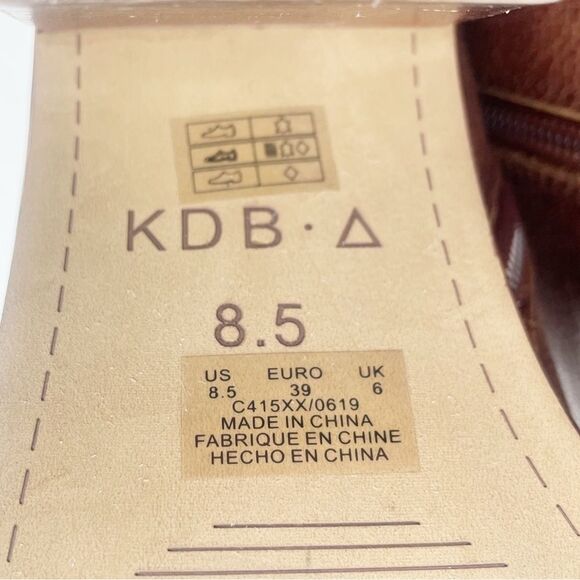 KDB·Δ
8.5
US EURO UK
8.5 39 6
C415XX/0619
MADE IN CHINA
FABRIQUE EN CHINE
HECHO EN CHINA